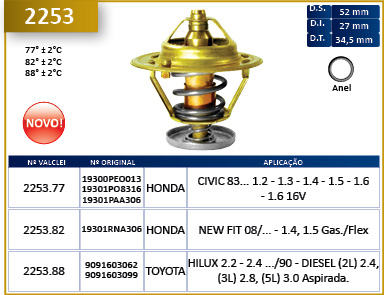 2253
77° ± 2°C
82° ± 2°C
88° ± 2°C
D.S. 52 mm
D.I. 27 mm
D.T. 34,5 mm
Anel
NOVO!
Nº VALCLEI Nº ORIGINAL APLICAÇÃO
2253.77 19300PEO013 19301PO8316 19301PAA306 HONDA CIVIC 83... 1.2 - 1.3 - 1.4 - 1.5 - 1.6
- 1.6 16V
2253.82 19301RNA306 HONDA NEW FIT 08/... - 1.4, 1.5 Gas./Flex
2253.88 9091603062 9091603099 TOYOTA HILUX 2.2 - 2.4 .../90 - DIESEL (2L) 2.4,
(3L) 2.8, (5L) 3.0 Aspirada.